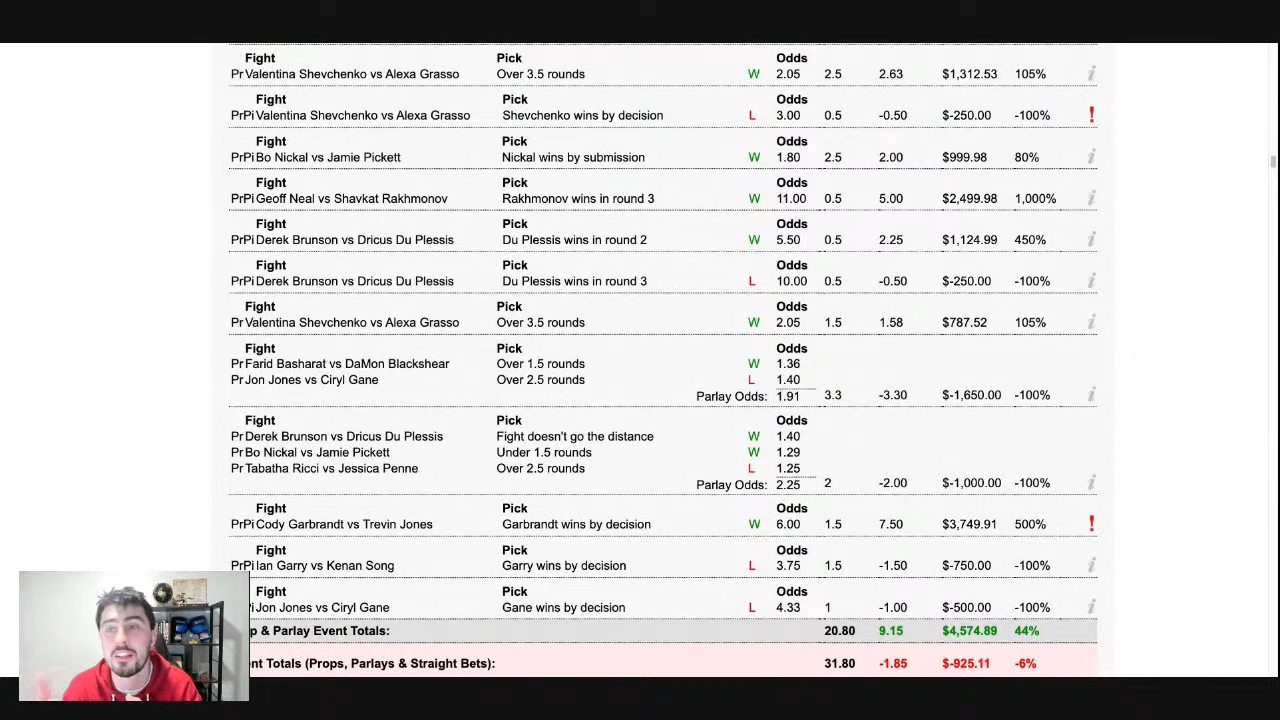 Fight Pick Odds
Pr Valentina Shevchenko vs Alexa Grasso Over 3.5 rounds W 2.05 2.5 2.63 $1,312.53 105%
Fight Pick Odds
PrPi Valentina Shevchenko vs Alexa Grasso Shevchenko wins by decision L 3.00 0.5 -0.50 $-250.00 -100% !
Fight Pick Odds
PrPi Bo Nickal vs Jamie Pickett Nickal wins by submission W 1.80 2.5 2.00 $999.98 80%
Fight Pick Odds
PrPi Geoff Neal vs Shavkat Rakhmonov Rakhmonov wins in round 3 W 11.00 0.5 5.00 $2,499.98 1,000%
Fight Pick Odds
PrPi Derek Brunson vs Dricus Du Plessis Du Plessis wins in round 2 W 5.50 0.5 2.25 $1,124.99 450%
Fight Pick Odds
PrPi Derek Brunson vs Dricus Du Plessis Du Plessis wins in round 3 L 10.00 0.5 -0.50 $-250.00 -100%
Fight Pick Odds
Pr Valentina Shevchenko vs Alexa Grasso Over 3.5 rounds W 2.05 1.5 1.58 $787.52 105%
Fight Pick Odds
Pr Farid Basharat vs DaMon Blackshear Over 1.5 rounds W 1.36
Pr Jon Jones vs Ciryl Gane Over 2.5 rounds L 1.40
Parlay Odds: 1.91 3.3 -3.30 $-1,650.00 -100%
Fight Pick Odds
Pr Derek Brunson vs Dricus Du Plessis Fight doesn't go the distance W 1.40
Pr Bo Nickal vs Jamie Pickett Under 1.5 rounds W 1.29
Pr Tabatha Ricci vs Jessica Penne Over 2.5 rounds L 1.25
Parlay Odds: 2.25 2 -2.00 $-1,000.00 -100%
Fight Pick Odds
PrPi Cody Garbrandt vs Trevin Jones Garbrandt wins by decision W 6.00 1.5 7.50 $3,749.91 500% !
Fight Pick Odds
PrPi Ian Garry vs Kenan Song Garry wins by decision L 3.75 1.5 -1.50 $-750.00 -100%
Fight Pick Odds
Jon Jones vs Ciryl Gane Gane wins by decision L 4.33 1 -1.00 $-500.00 -100%
p & Parlay Event Totals: 20.80 9.15 $4,574.89 44%
ent Totals (Props, Parlays & Straight Bets): 31.80 -1.85 $-925.11 -6%